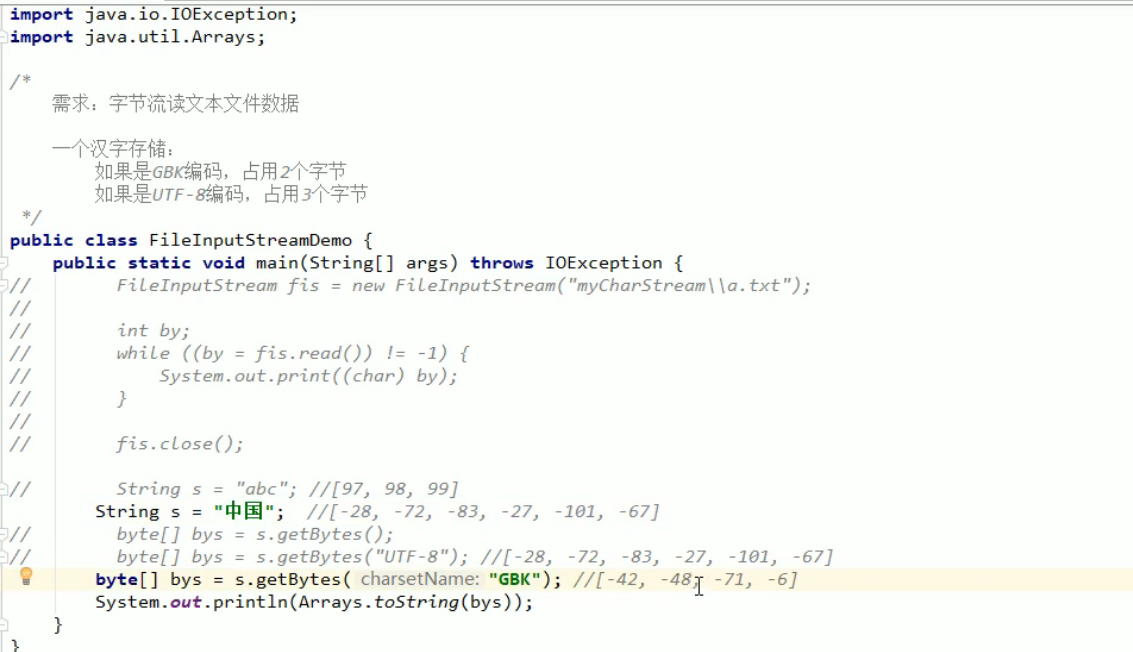 import java.io.IOException;
import java.util.Arrays;
/*
需求：字节流读文本文件数据
一个汉字存储：
如果是GBK编码，占用2个字节
如果是UTF-8编码，占用3个字节
*/
public class FileInputStreamDemo {
public static void main(String[] args) throws IOException {
// FileInputStream fis = new FileInputStream("myCharStream\\a.txt");
//
// int by;
// while ((by = fis.read()) != -1) {
// System.out.print((char) by);
// }
//
// fis.close();
// String s = "abc"; //[97, 98, 99]
String s = "中国"; //[-28, -72, -83, -27, -101, -67]
// byte[] bys = s.getBytes();
// byte[] bys = s.getBytes("UTF-8"); //[-28, -72, -83, -27, -101, -67]
byte[] bys = s.getBytes( charsetName: "GBK"); //[-42, -48, -71, -6]
System.out.println(Arrays.toString(bys));
}
}